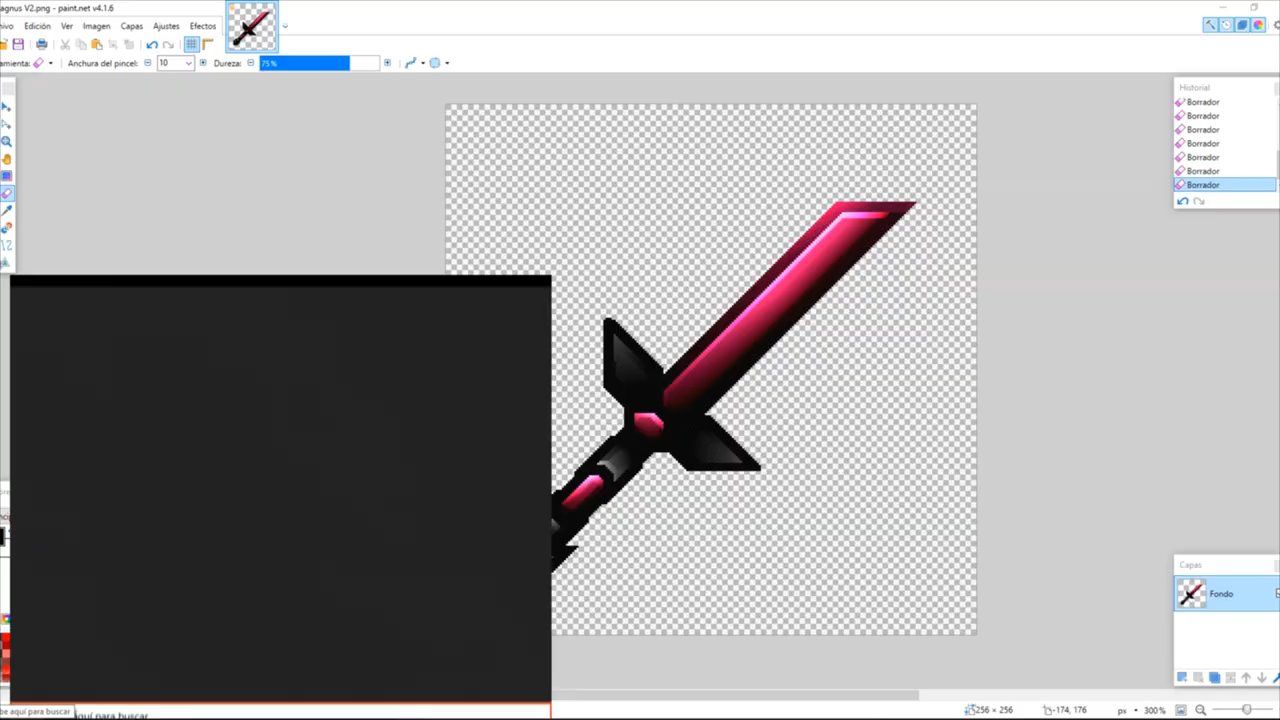 agnus V2.png - paint.net v4.1.6
Edición Ver Imagen Capas Ajustes Efectos
Anchura del pincel: 10 Dureza: 75%
Historial
Borrador
Borrador
Borrador
Borrador
Borrador
Borrador
Borrador
Capas
Fondo
256 × 256 -174, 176 px 300%
be aquí para buscar
aquí para buscar